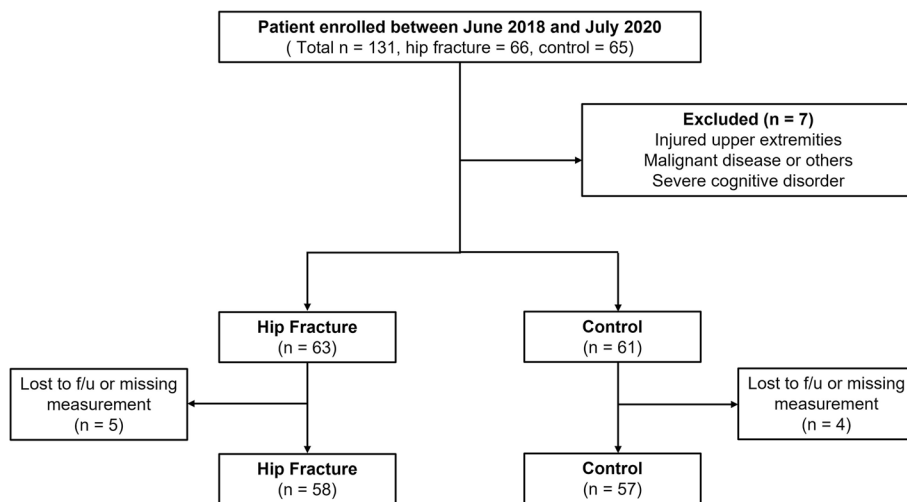 Patient enrolled between June 2018 and July 2020
( Total n = 131, hip fracture = 66, control = 65)
Excluded (n = 7)
Injured upper extremities
Malignant disease or others
Severe cognitive disorder
Hip Fracture
(n = 63)
Control
(n = 61)
Lost to f/u or missing
measurement
(n = 5)
Lost to f/u or missing
measurement
(n = 4)
Hip Fracture
(n = 58)
Control
(n = 57)